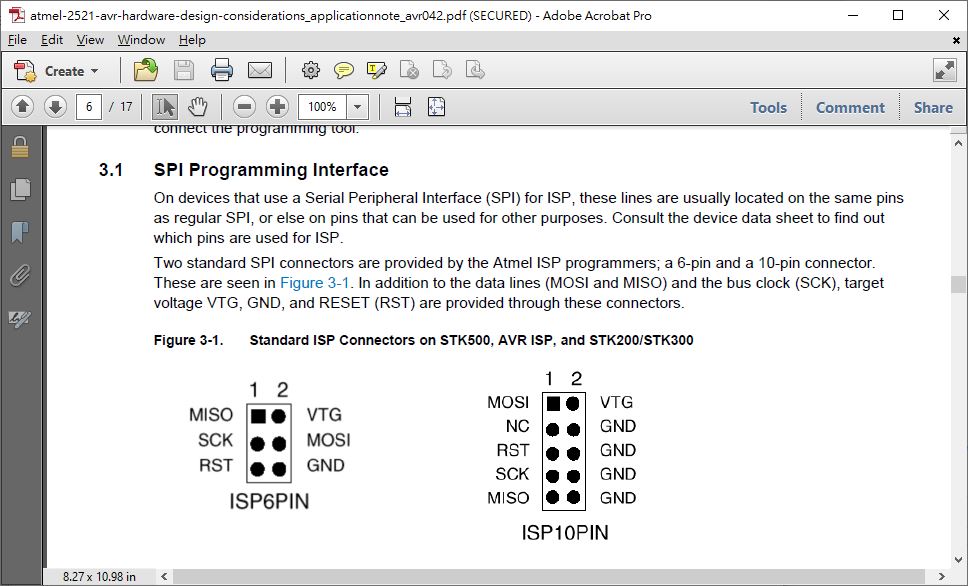 atmel-2521-avr-hardware-design-considerations_applicationnote_avr042.pdf (SECURED) - Adobe Acrobat Pro
File Edit View Window Help
Create
6 / 17 100% Tools Comment Share
connect the programming tool.
3.1 SPI Programming Interface
On devices that use a Serial Peripheral Interface (SPI) for ISP, these lines are usually located on the same pins
as regular SPI, or else on pins that can be used for other purposes. Consult the device data sheet to find out
which pins are used for ISP.
Two standard SPI connectors are provided by the Atmel ISP programmers; a 6-pin and a 10-pin connector.
These are seen in Figure 3-1. In addition to the data lines (MOSI and MISO) and the bus clock (SCK), target
voltage VTG, GND, and RESET (RST) are provided through these connectors.
Figure 3-1. Standard ISP Connectors on STK500, AVR ISP, and STK200/STK300
1 2
MISO VTG
SCK MOSI
RST GND
ISP6PIN
1 2
MOSI VTG
NC GND
RST GND
SCK GND
MISO GND
ISP10PIN
8.27 x 10.98 in